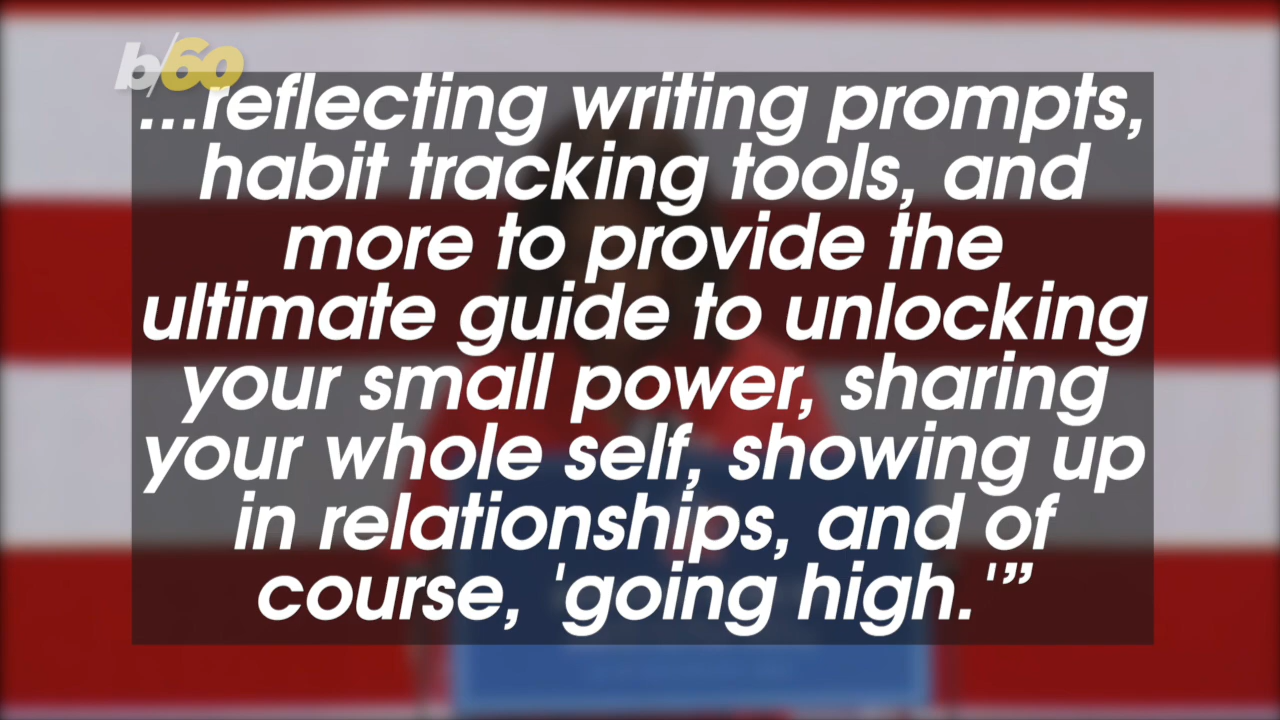 b/60
...reflecting writing prompts,
habit tracking tools, and
more to provide the
ultimate guide to unlocking
your small power, sharing
your whole self, showing up
in relationships, and of
course, 'going high.'”